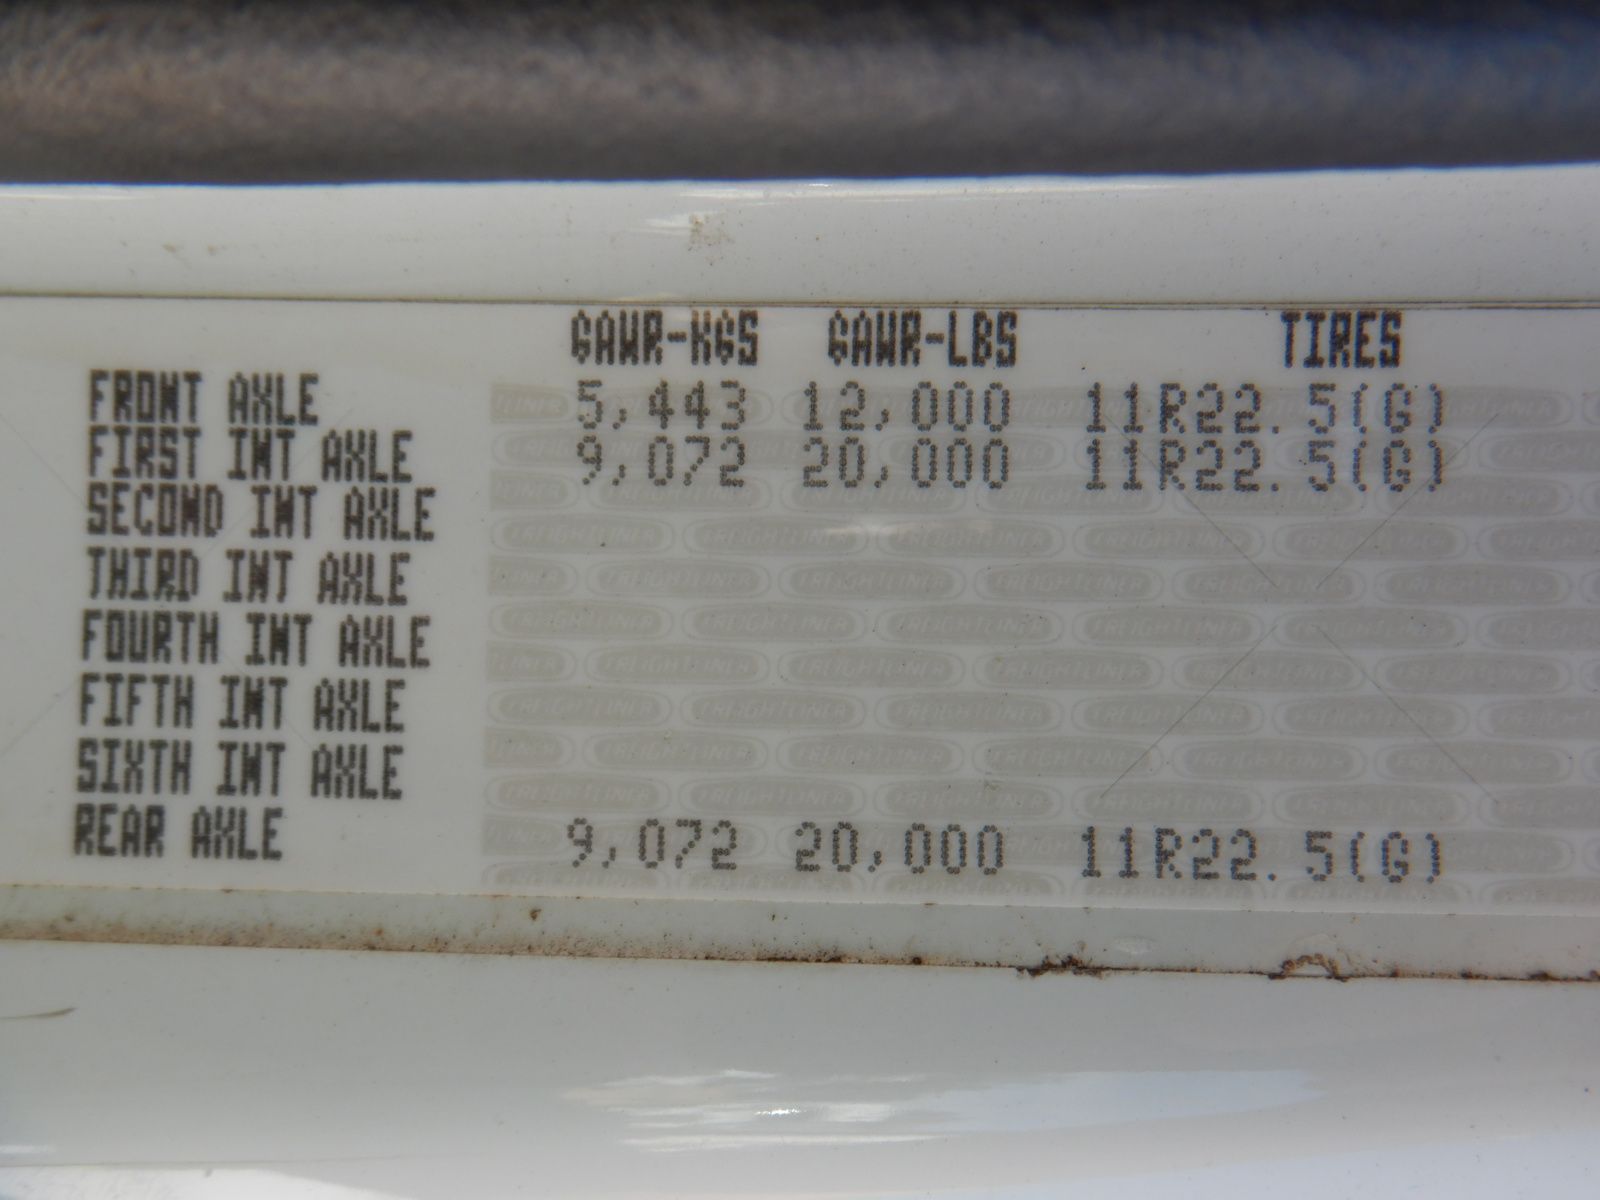 GAWR-KGS GAWR-LBS TIRES
FRONT AXLE 5,443 12,000 11R22.5(G)
FIRST INT AXLE 9,072 20,000 11R22.5(G)
SECOND INT AXLE
THIRD INT AXLE
FOURTH INT AXLE
FIFTH INT AXLE
SIXTH INT AXLE
REAR AXLE 9,072 20,000 11R22.5(G)